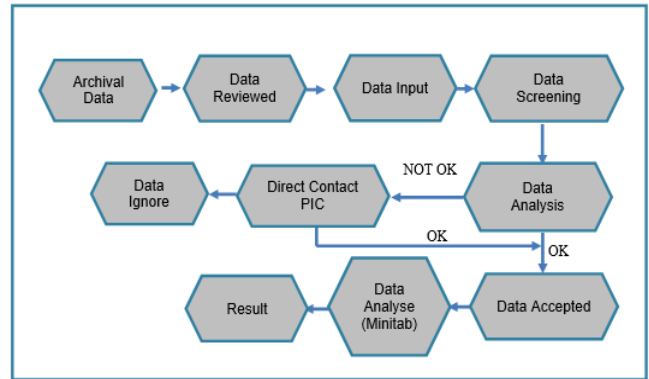 Archival
Data
Data
Reviewed
Data Input
Data
Screening
Data
Ignore
Direct Contact
PIC
NOT OK
Data
Analysis
OK
OK
Result
Data
Analyse
(Minitab)
Data Accepted